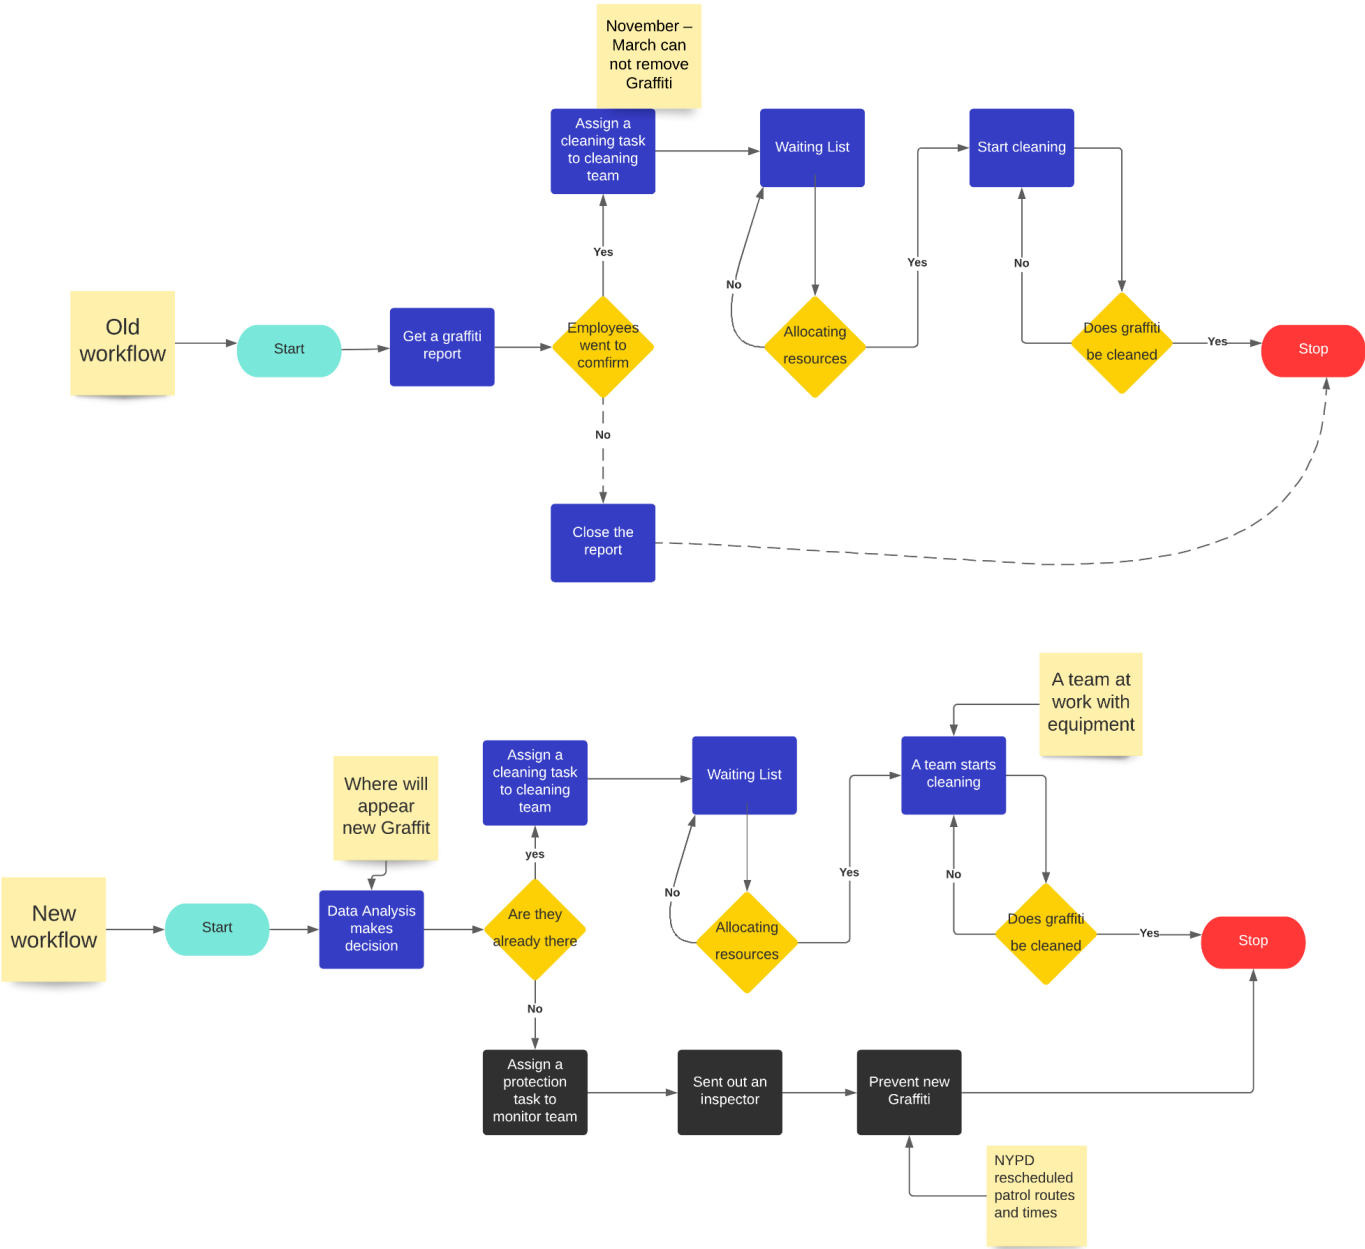 November –
March can
not remove
Graffiti
Assign a
cleaning task
to cleaning
team
Waiting List
Start cleaning
Yes
No
Yes
No
Old
workflow
Start
Get a graffiti
report
Employees
went to
comfirm
Allocating
resources
Does graffiti
be cleaned
Yes
Stop
No
Close the
report
A team at
work with
equipment
Where will
appear
new Graffit
Assign a
cleaning task
to cleaning
team
Waiting List
A team starts
cleaning
yes
No
Yes
No
New
workflow
Start
Data Analysis
makes
decision
Are they
already there
Allocating
resources
Does graffiti
be cleaned
Yes
Stop
No
Assign a
protection
task to
monitor team
Sent out an
inspector
Prevent new
Graffiti
NYPD
rescheduled
patrol routes
and times